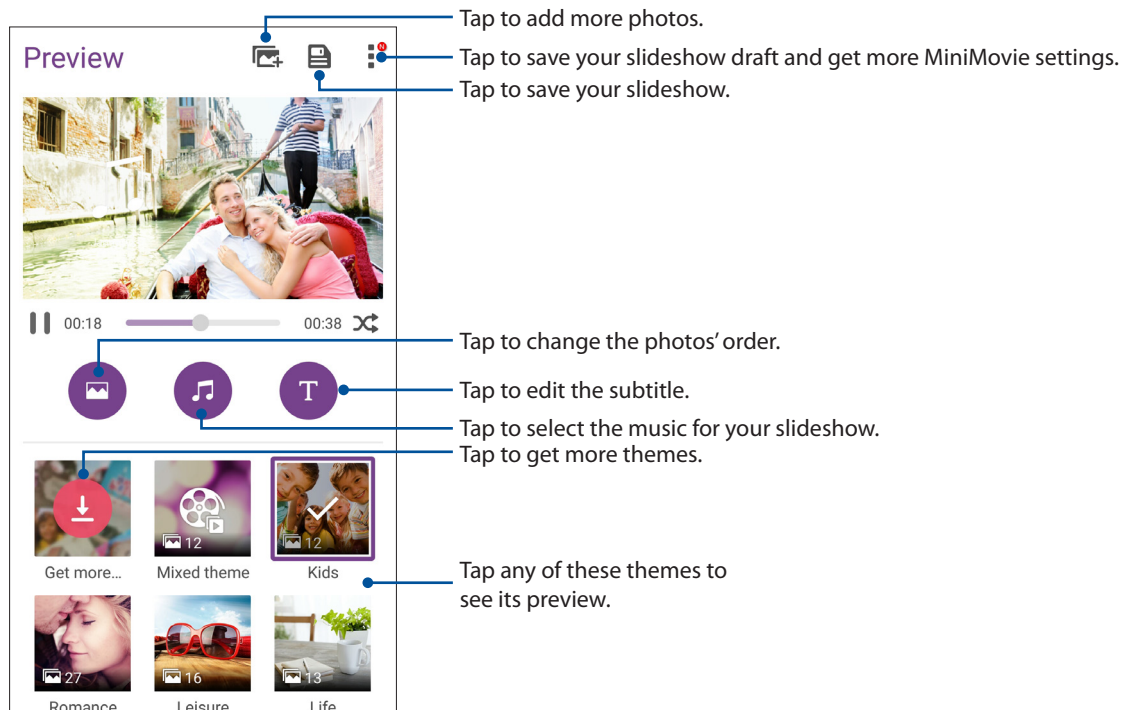 Tap to add more photos.
Preview
N
Tap to save your slideshow draft and get more MiniMovie settings.
Tap to save your slideshow.
00:18
00:38
Tap to change the photos' order.
T
Tap to edit the subtitle.
Tap to select the music for your slideshow.
Tap to get more themes.
12
12
Get more...
Mixed theme
Kids
Tap any of these themes to
see its preview.
27
16
13
Romance
Leisure
Life